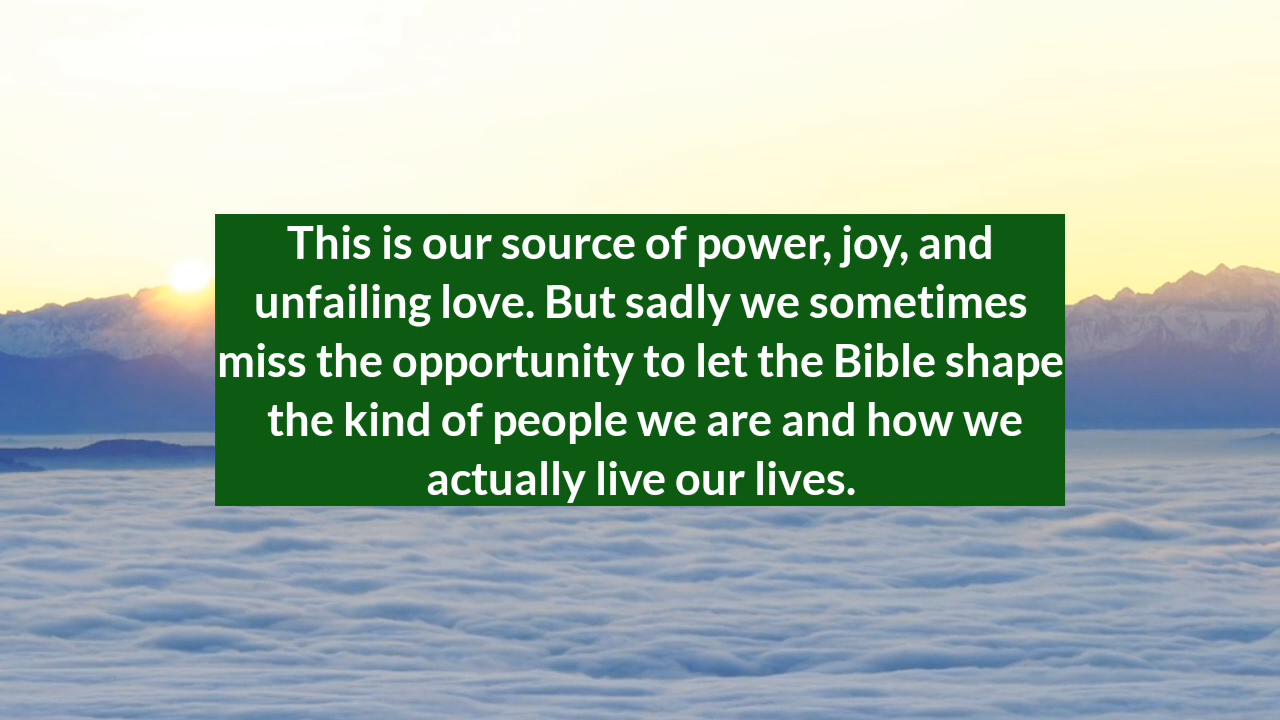 This is our source of power, joy, and
unfailing love. But sadly we sometimes
miss the opportunity to let the Bible shape
the kind of people we are and how we
actually live our lives.